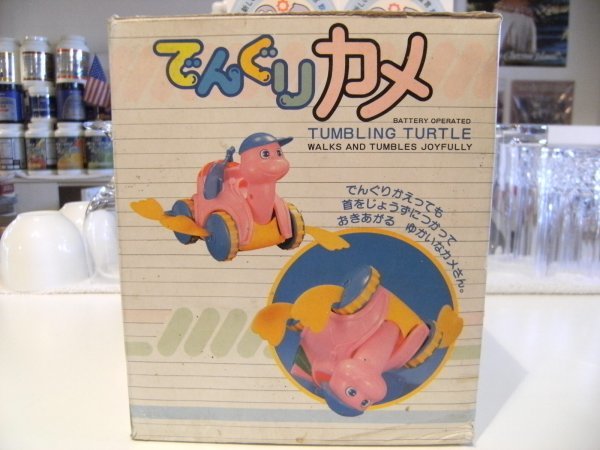 でんぐりカメ
BATTERY OPERATED
TUMBLING TURTLE
WALKS AND TUMBLES JOYFULLY
でんぐりかえっても
首をじょうずにつかって
おきあがる ゆかいなカメさん。